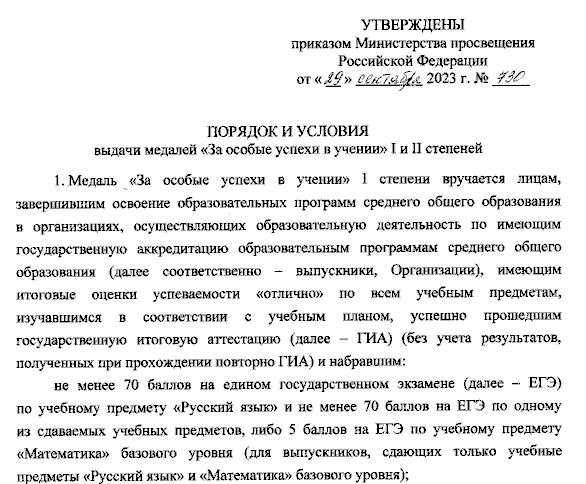 УТВЕРЖДЕНЫ
приказом Министерства просвещения
Российской Федерации
от «29» сентября 2023 г. № 730
ПОРЯДОК И УСЛОВИЯ
выдачи медалей «За особые успехи в учении» I и II степеней
1. Медаль «За особые успехи в учении» I степени вручается лицам,
завершившим освоение образовательных программ среднего общего образования
в организациях, осуществляющих образовательную деятельность по имеющим
государственную аккредитацию образовательным программам среднего общего
образования (далее соответственно – выпускники, Организации), имеющим
итоговые оценки успеваемости «отлично» по всем учебным предметам,
изучавшимся в соответствии с учебным планом, успешно прошедшим
государственную итоговую аттестацию (далее – ГИА) (без учета результатов,
полученных при прохождении повторно ГИА) и набравшим:
не менее 70 баллов на едином государственном экзамене (далее – ЕГЭ)
по учебному предмету «Русский язык» и не менее 70 баллов на ЕГЭ по одному
из сдаваемых учебных предметов, либо 5 баллов на ЕГЭ по учебному предмету
«Математика» базового уровня (для выпускников, сдающих только учебные
предметы «Русский язык» и «Математика» базового уровня);